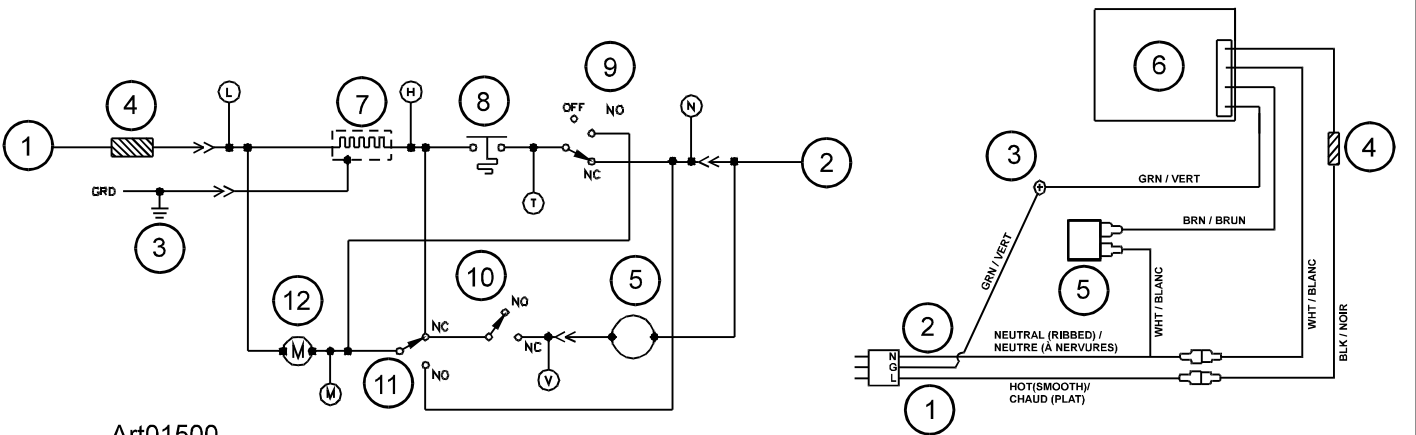 L
H
N
T
M
V
M
4
7
8
9
1
2
OFF
NO
NC
GRD
3
12
10
5
NO
NC
NC
11
NO
6
3
4
GRN / VERT
BRN / BRUN
GRN / VERT
5
WHT / BLANC
WHT / BLANC
BLK / NOIR
2
NEUTRAL (RIBBED) /
NEUTRE (À NERVURES)
N
G
L
HOT(SMOOTH)/
CHAUD (PLAT)
1
Art01500